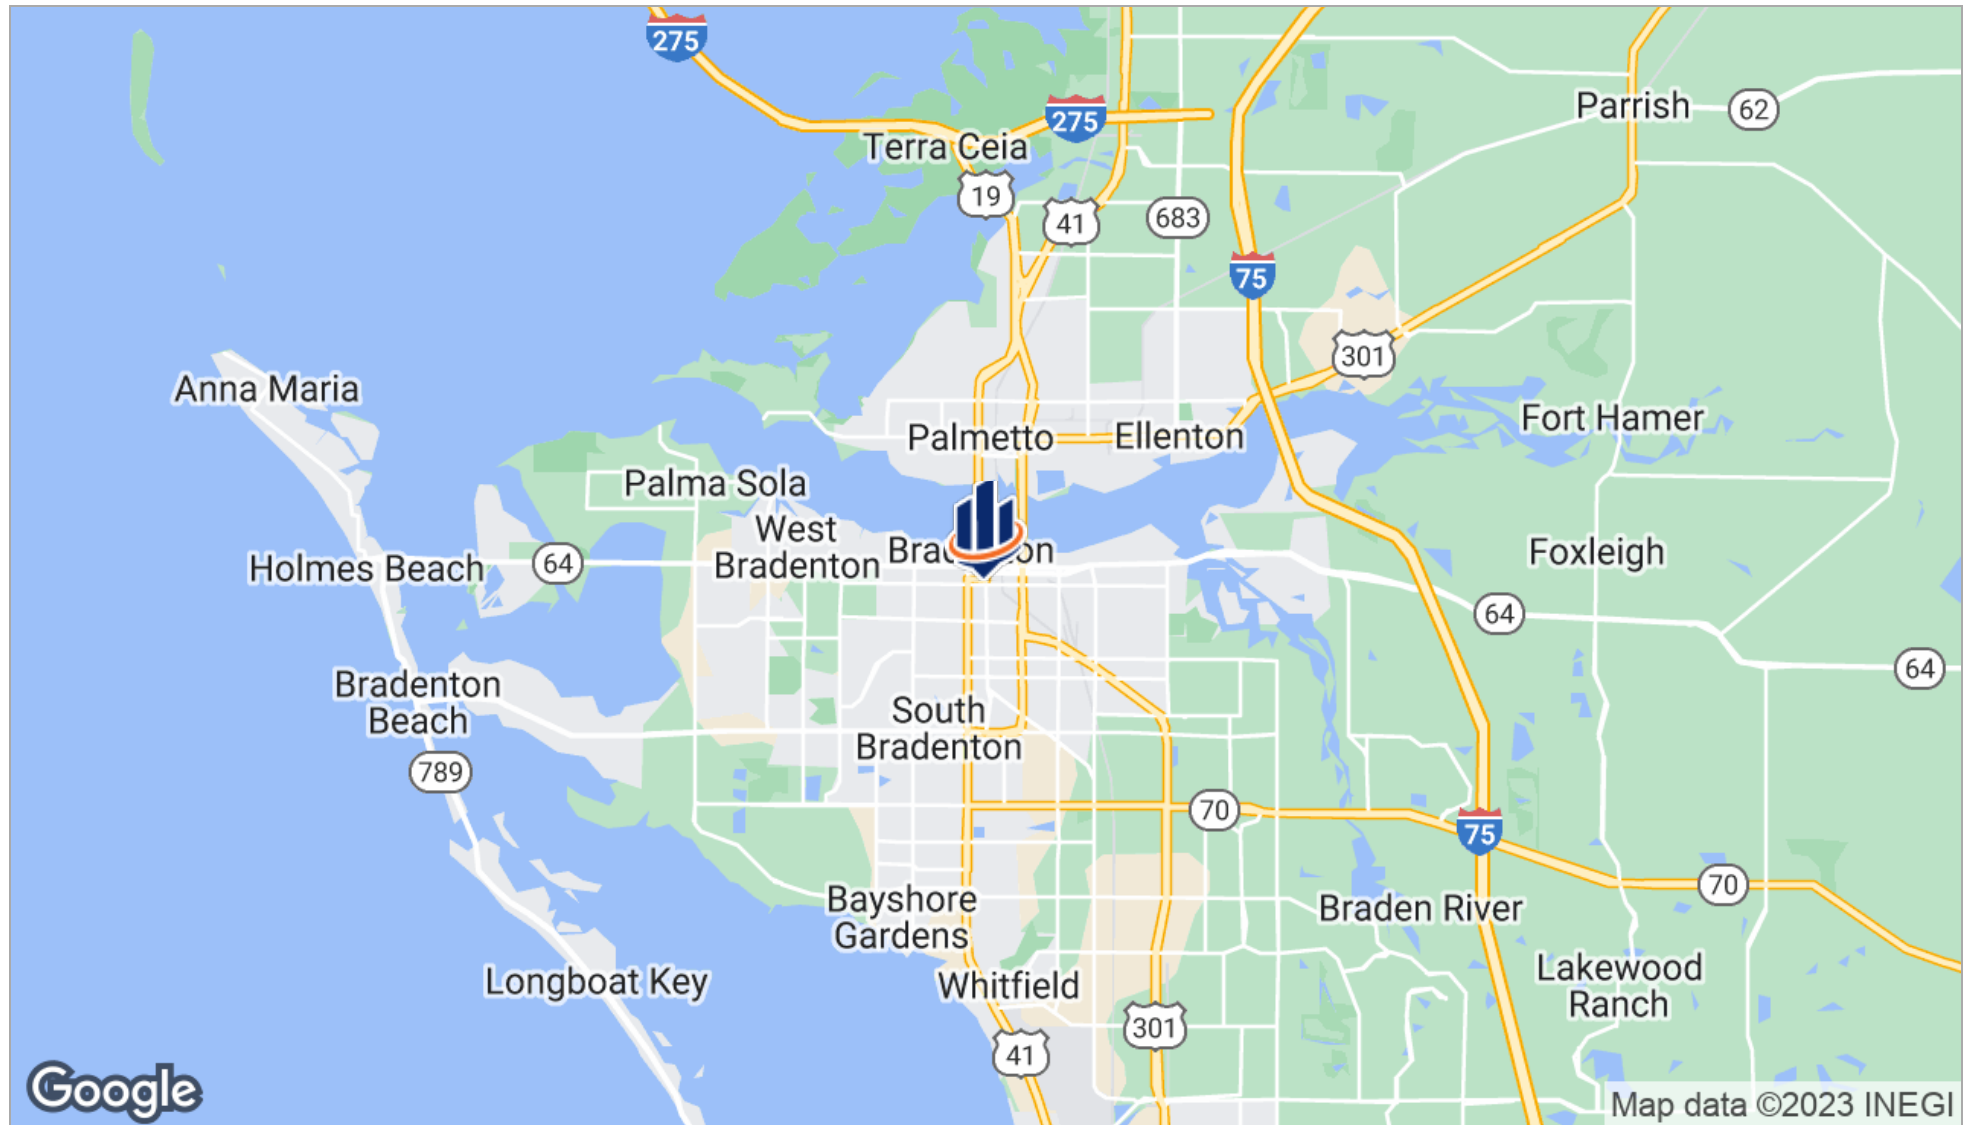 275
275
Parrish
62
Terra Ceia
19
41
683
75
301
Anna Maria
Fort Hamer
Palmetto
Ellenton
Palma Sola
West
Bradenton
Foxleigh
Holmes Beach
64
64
64
Bradenton
Beach
South
Bradenton
789
70
75
70
Bayshore
Gardens
Braden River
Longboat Key
Whitfield
Lakewood
Ranch
301
41
Google
Map data ©2023 INEGI